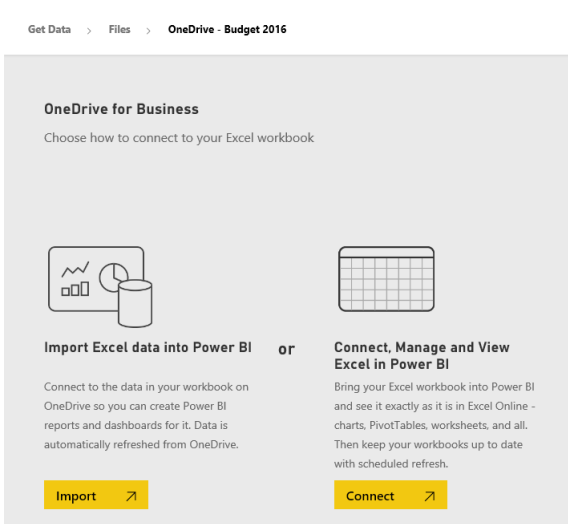 Get Data > Files > OneDrive - Budget 2016
OneDrive for Business
Choose how to connect to your Excel workbook
Import Excel data into Power BI
Connect to the data in your workbook on
OneDrive so you can create Power BI
reports and dashboards for it. Data is
automatically refreshed from OneDrive.
Import
or
Connect, Manage and View
Excel in Power BI
Bring your Excel workbook into Power BI
and see it exactly as it is in Excel Online -
charts, PivotTables, worksheets, and all.
Then keep your workbooks up to date
with scheduled refresh.
Connect